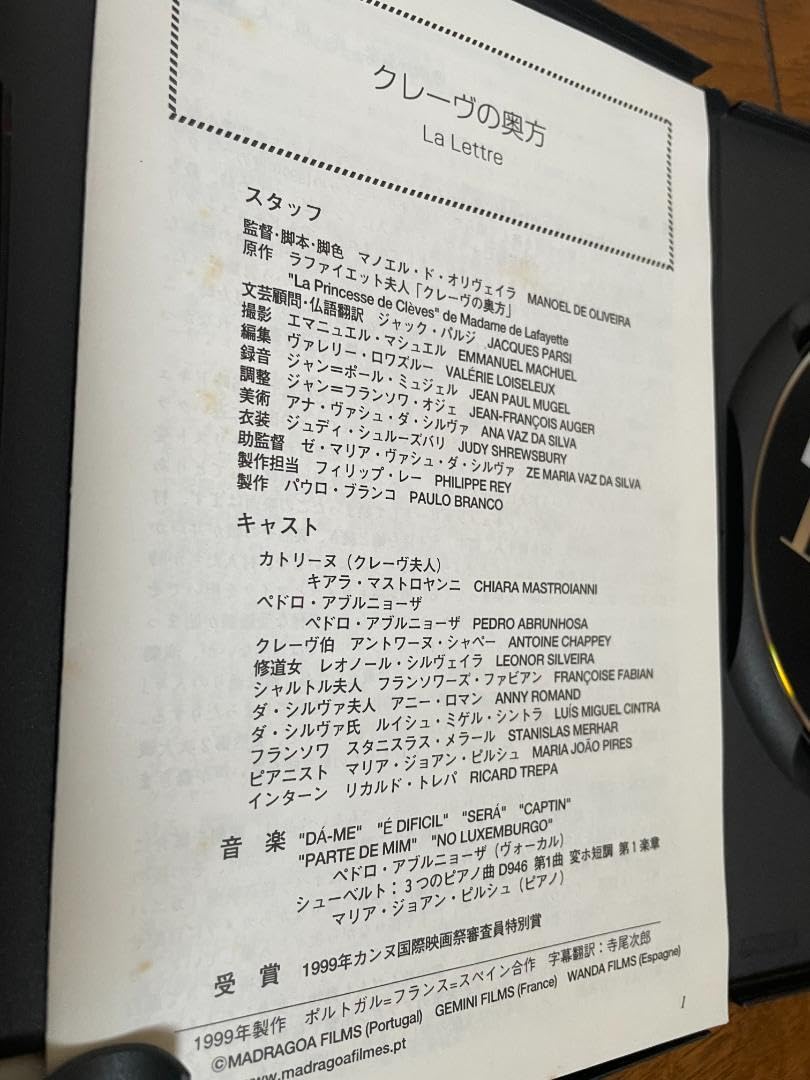 クレーヴの奥方
La Lettre
スタッフ
監督・脚本・脚色 マノエル・ド・オリヴェイラ MANOEL DE OLIVEIRA
原作 ラファイエット夫人「クレーヴの奥方」
"La Princesse de Clèves" de Madame de Lafayette
文芸顧問・仏語翻訳 ジャック・パルジ JACQUES PARSI
撮影 エマニュエル・マシュエル EMMANUEL MACHUEL
編集 ヴァレリー・ロワズルー VALÉRIE LOISELEUX
録音 ジャン=ポール・ミュジェル JEAN PAUL MUGEL
調整 ジャン=フランソワ・オジェ JEAN-FRANÇOIS AUGER
美術 アナ・ヴァシュ・ダ・シルヴァ ANA VAZ DA SILVA
衣装 ジュディ・シュルーズバリ JUDY SHREWSBURY
助監督 ゼ・マリア・ヴァシュ・ダ・シルヴァ ZE MARIA VAZ DA SILVA
製作担当 フィリップ・レー PHILIPPE REY
製作 パウロ・ブランコ PAULO BRANCO
キャスト
カトリーヌ（クレーヴ夫人）
キアラ・マストロヤンニ CHIARA MASTROIANNI
ペドロ・アブルニョーザ
ペドロ・アブルニョーザ PEDRO ABRUNHOSA
クレーヴ伯 アントワーヌ・シャペー ANTOINE CHAPPEY
修道女 レオノール・シルヴェイラ LEONOR SILVEIRA
シャルトル夫人 フランソワーズ・ファビアン FRANÇOISE FABIAN
ダ・シルヴァ夫人 アニー・ロマン ANNY ROMAND
ダ・シルヴァ氏 ルイシュ・ミゲル・シントラ LUÍS MIGUEL CINTRA
フランソワ スタニスラス・メラール STANISLAS MERHAR
ピアニスト マリア・ジョアン・ピルシュ MARIA JOÃO PIRES
インターン リカルド・トレパ RICARD TREPA
音楽 "DÁ-ME" "É DIFICIL" "SERÁ" "CAPTIN"
"PARTE DE MIM" "NO LUXEMBURGO"
ペドロ・アブルニョーザ（ヴォーカル）
シューベルト：3つのピアノ曲 D946 第1曲 変ホ短調 第1楽章
マリア・ジョアン・ピルシュ（ピアノ）
受賞 1999年カンヌ国際映画祭審査員特別賞
1999年製作 ポルトガル=フランス=スペイン合作 字幕翻訳：寺尾次郎
©MADRAGOA FILMS (Portugal) GEMINI FILMS (France) WANDA FILMS (Espagne)
www.madragoafilmes.pt
1